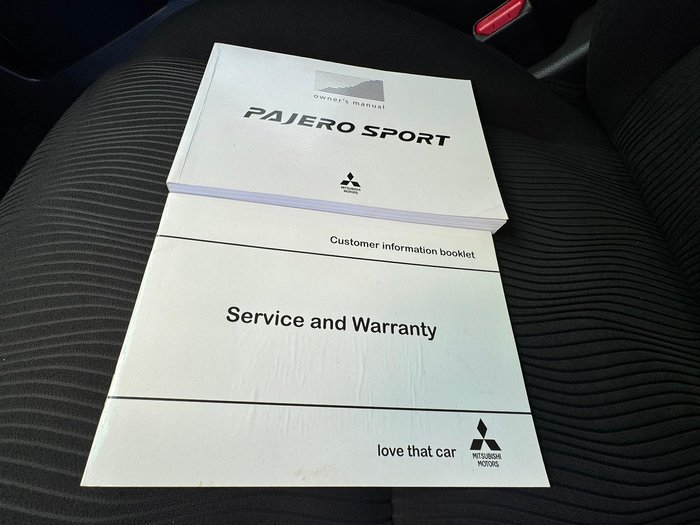 owner's manual
PAJERO SPORT
MITSUBISHI
MOTORS
Customer information booklet
Service and Warranty
love that car
MITSUBISHI
MOTORS